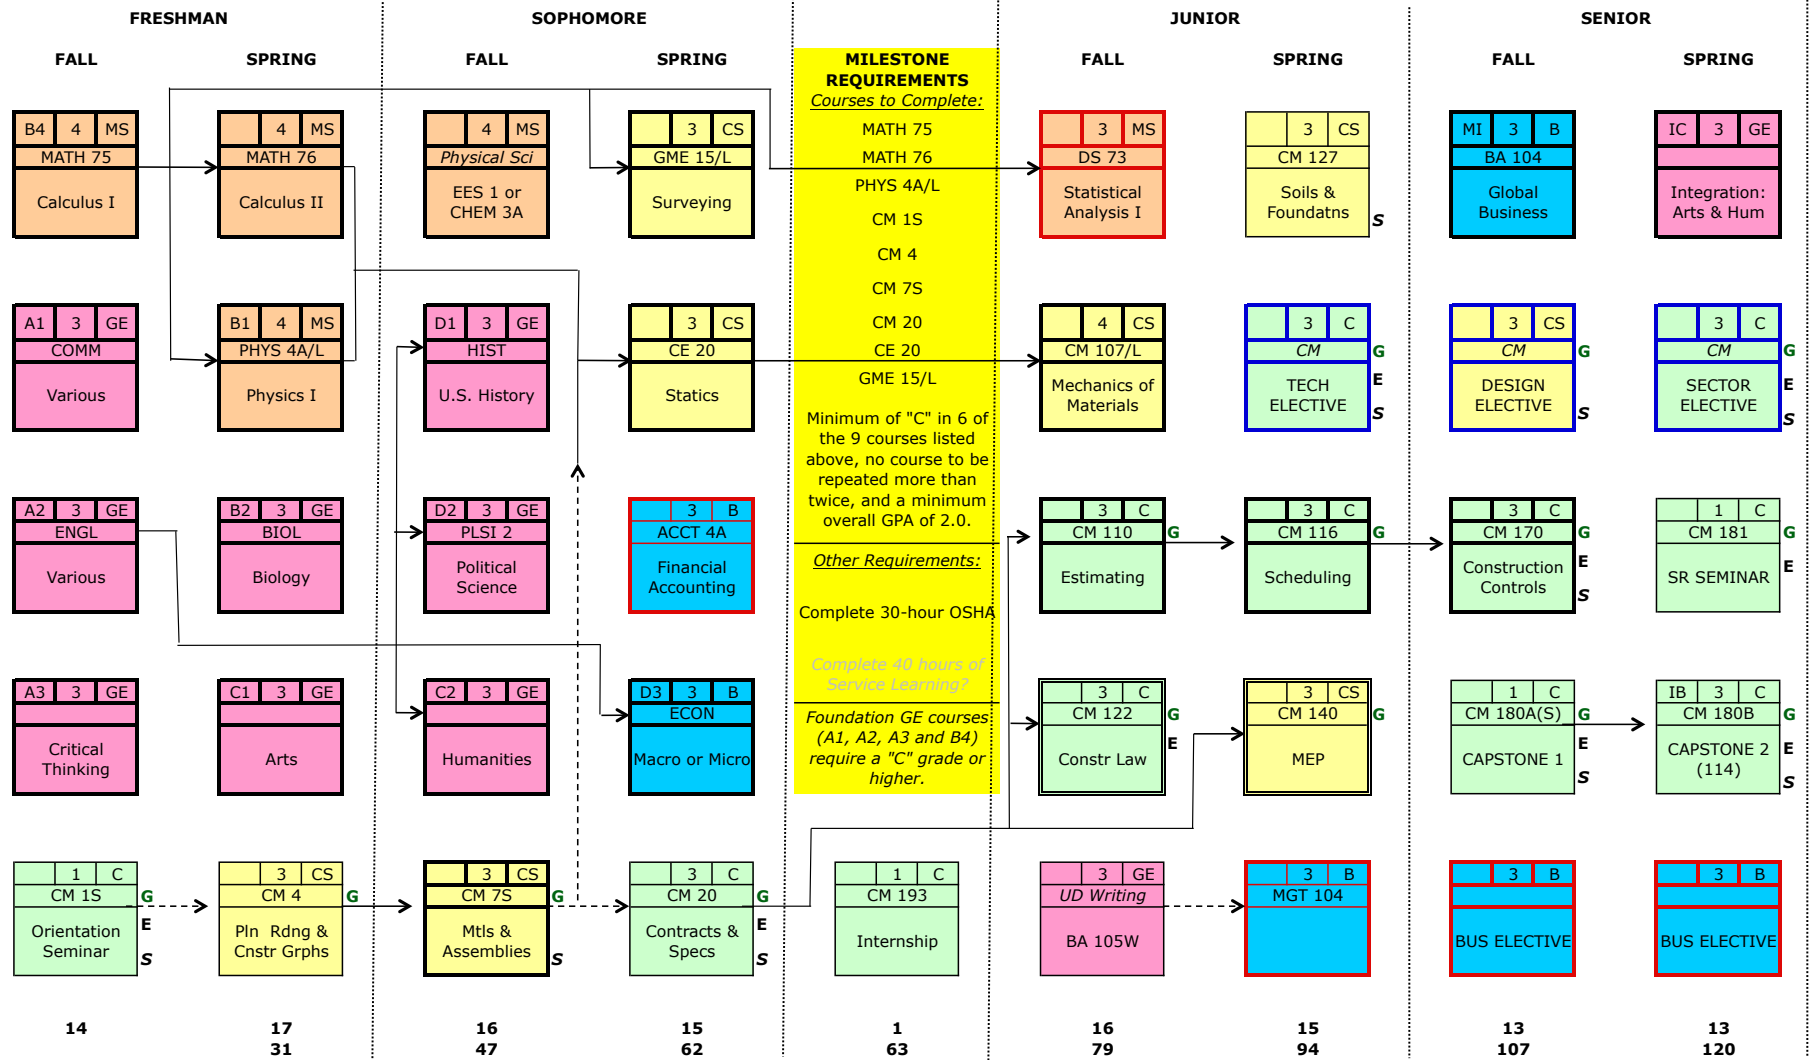 FRESHMAN SOPHOMORE JUNIOR SENIOR
FALL SPRING FALL SPRING MILESTONE REQUIREMENTS FALL SPRING FALL SPRING
Courses to Complete:
MATH 75
MATH 76
PHYS 4A/L
CM 1S
CM 4
CM 7S
CM 20
CE 20
GME 15/L
Minimum of "C" in 6 of
the 9 courses listed
above, no course to be
repeated more than
twice, and a minimum
overall GPA of 2.0.
Other Requirements:
Complete 30-hour OSHA
Complete 40 hours of
Service Learning?
Foundation GE courses
(A1, A2, A3 and B4)
require a "C" grade or
higher.
B4 4 MS
MATH 75
Calculus I
4 MS
MATH 76
Calculus II
4 MS
Physical Sci
EES 1 or
CHEM 3A
3 CS
GME 15/L
Surveying
3 MS
DS 73
Statistical
Analysis I
3 CS
CM 127
Soils &
Foundatns
S
MI 3 B
BA 104
Global
Business
IC 3 GE
Integration:
Arts & Hum
A1 3 GE
COMM
Various
B1 4 MS
PHYS 4A/L
Physics I
D1 3 GE
HIST
U.S. History
3 CS
CE 20
Statics
4 CS
CM 107/L
Mechanics of
Materials
3 C
CM G
TECH E
ELECTIVE S
3 CS
CM G
DESIGN
ELECTIVE S
3 C
CM G
SECTOR E
ELECTIVE S
A2 3 GE
ENGL
Various
B2 3 GE
BIOL
Biology
D2 3 GE
PLSI 2
Political
Science
3 B
ACCT 4A
Financial
Accounting
3 C
CM 110 G
Estimating
3 C
CM 116 G
Scheduling
3 C
CM 170 G
Construction E
Controls S
1 C
CM 181 G
SR SEMINAR E
A3 3 GE
Critical
Thinking
C1 3 GE
Arts
C2 3 GE
Humanities
D3 3 B
ECON
Macro or Micro
3 C
CM 122 G
Constr Law E
3 CS
CM 140 G
MEP
1 C
CM 180A(S) G
CAPSTONE 1 E
S
IB 3 C
CM 180B G
CAPSTONE 2 E
(114) S
1 C
CM 1S G
Orientation E
Seminar S
3 CS
CM 4 G
Pln Rdng &
Cnstr Grphs
3 CS
CM 7S G
Mtls &
Assemblies S
3 C
CM 20 G
Contracts & E
Specs S
1 C
CM 193
Internship
3 GE
UD Writing
BA 105W
3 B
MGT 104
3 B
BUS ELECTIVE
3 B
BUS ELECTIVE
14 17 16 15 1 16 15 13 13
31 47 62 63 79 94 107 120